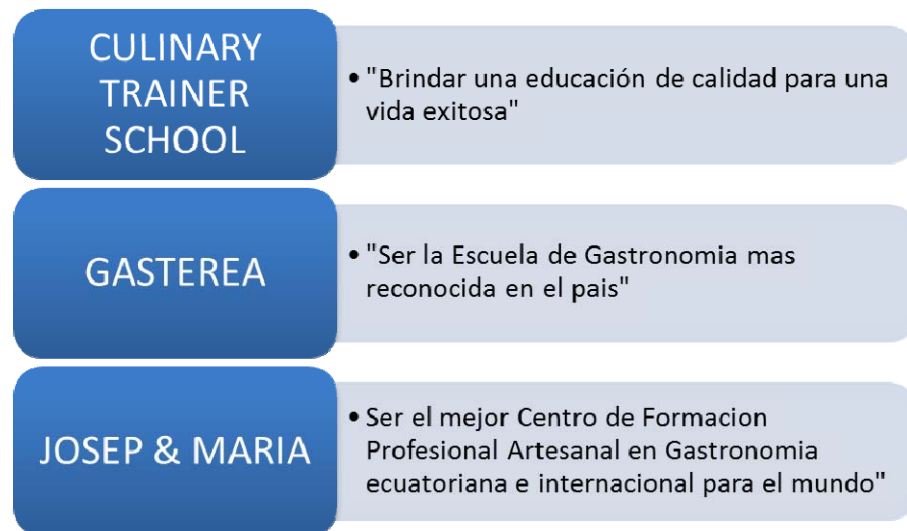 CULINARY
TRAINER
SCHOOL
• "Brindar una educación de calidad para una
vida exitosa"
GASTEREA
• "Ser la Escuela de Gastronomia mas
reconocida en el pais"
JOSEP & MARIA
• Ser el mejor Centro de Formacion
Profesional Artesanal en Gastronomia
ecuatoriana e internacional para el mundo"